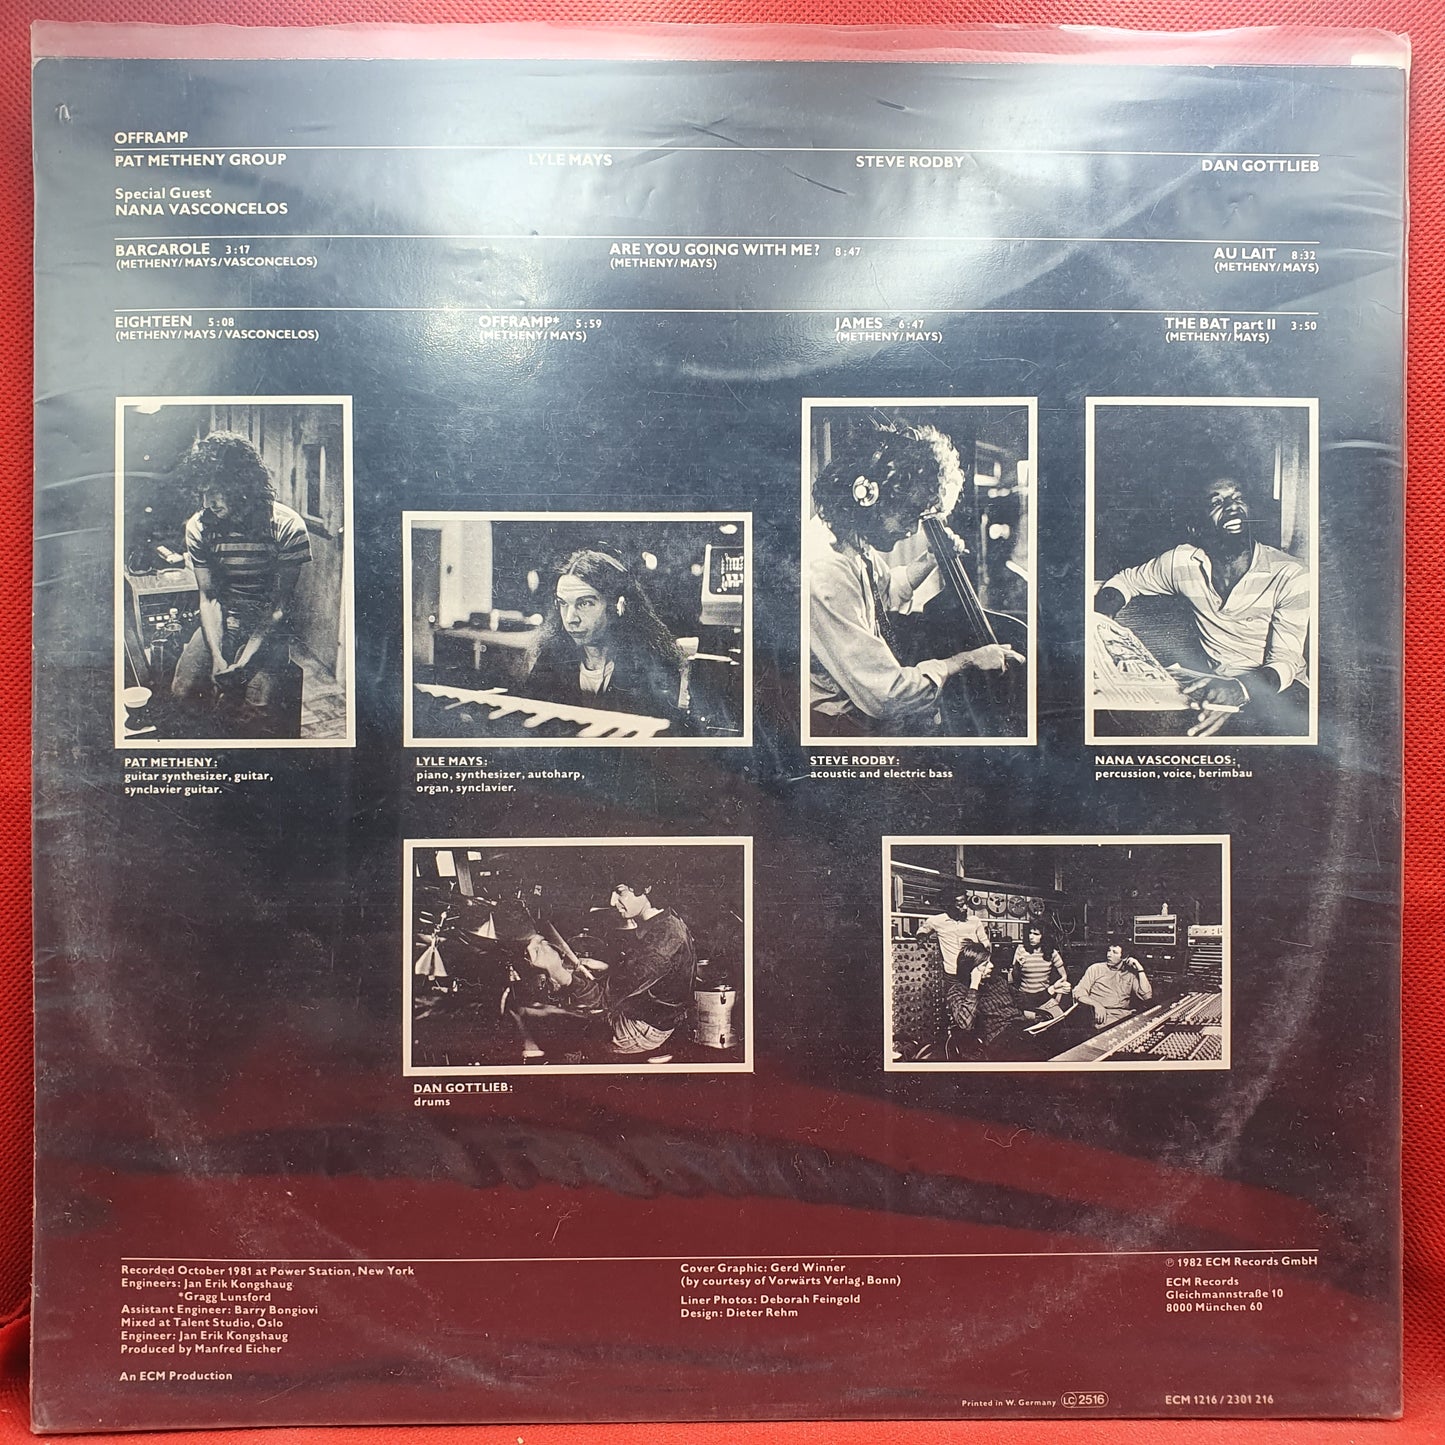 OFFRAMP
PAT METHENY GROUP LYLE MAYS STEVE RODBY DAN GOTTLIEB
Special Guest
NANA VASCONCELOS
BARCAROLE 3:17 ARE YOU GOING WITH ME? 8:47 AU LAIT 8:32
(METHENY/MAYS/VASCONCELOS) (METHENY/MAYS) (METHENY/MAYS)
EIGHTEEN 5:08 OFFRAMP* 5:59 JAMES 6:47 THE BAT part II 3:50
(METHENY/MAYS/VASCONCELOS) (METHENY/MAYS) (METHENY/MAYS) (METHENY/MAYS)
PAT METHENY:
guitar synthesizer, guitar,
synclavier guitar.
LYLE MAYS:
piano, synthesizer, autoharp,
organ, synclavier.
STEVE RODBY:
acoustic and electric bass
NANA VASCONCELOS:
percussion, voice, berimbau
DAN GOTTLIEB:
drums
Recorded October 1981 at Power Station, New York
Engineers: Jan Erik Kongshaug
*Gragg Lunsford
Assistant Engineer: Barry Bongiovi
Mixed at Talent Studio, Oslo
Engineer: Jan Erik Kongshaug
Produced by Manfred Eicher
An ECM Production
Cover Graphic: Gerd Winner
(by courtesy of Vorwärts Verlag, Bonn)
Liner Photos: Deborah Feingold
Design: Dieter Rehm
℗ 1982 ECM Records GmbH
ECM Records
Gleichmannstraße 10
8000 München 60
Printed in W. Germany LC 2516 ECM 1216 / 2301 216